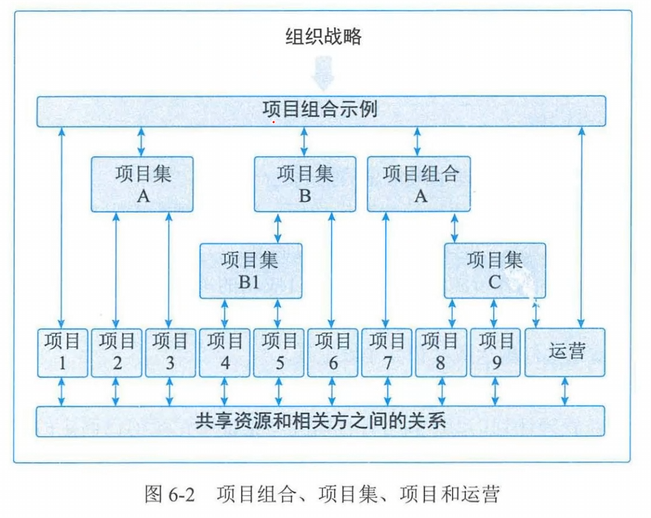 组织战略
项目组合示例
项目集
A
项目集
B
项目组合
A
项目集
B1
项目集
C
项目
1
项目
2
项目
3
项目
4
项目
5
项目
6
项目
7
项目
8
项目
9
运营
共享资源和相关方之间的关系
图 6-2 项目组合、项目集、项目和运营